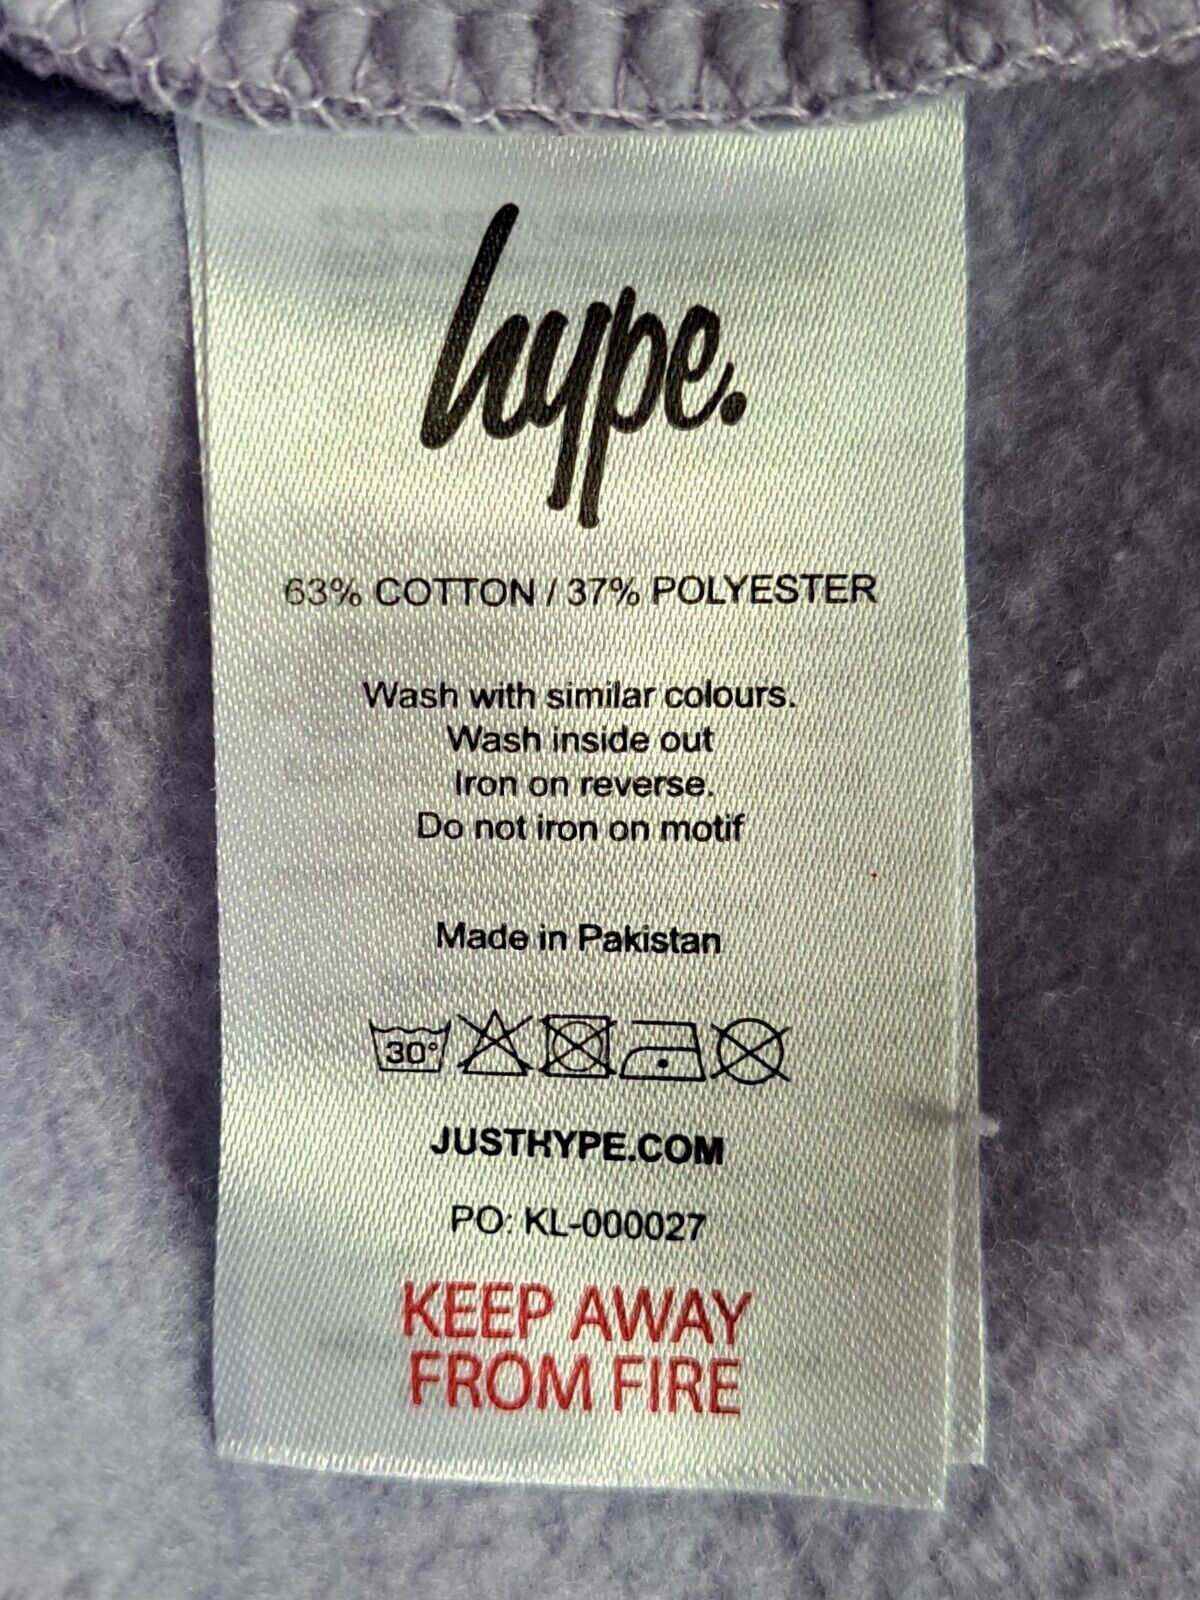 hype.
63% COTTON / 37% POLYESTER
Wash with similar colours.
Wash inside out
Iron on reverse.
Do not iron on motif
Made in Pakistan
30°
JUSTHYPE.COM
PO: KL-000027
KEEP AWAY
FROM FIRE